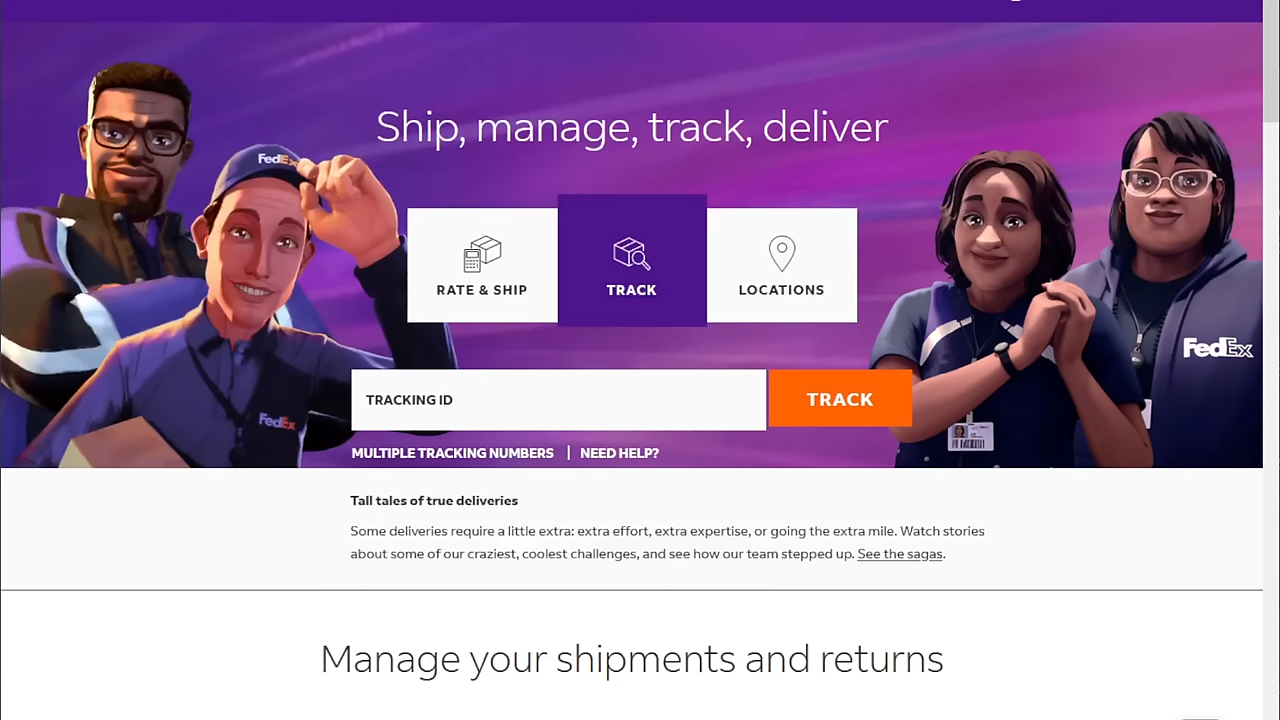 Ship, manage, track, deliver
FedEx
RATE & SHIP
TRACK
LOCATIONS
FedEx
TRACKING ID
TRACK
FedEx
MULTIPLE TRACKING NUMBERS | NEED HELP?
Tall tales of true deliveries
Some deliveries require a little extra: extra effort, extra expertise, or going the extra mile. Watch stories
about some of our craziest, coolest challenges, and see how our team stepped up. See the sagas.
Manage your shipments and returns